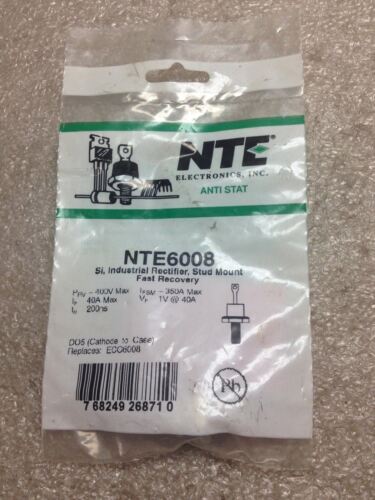 NTE
ELECTRONICS, INC.
ANTI STAT
NTE6008
Si, Industrial Rectifier, Stud Mount
Fast Recovery
PRV – 400V Max IFSM – 350A Max
IF 40A Max VF 1V @ 40A
trr 200ns
DO5 (Cathode to Case)
Replaces: ECG6008
7 68249 26871 0
Pb